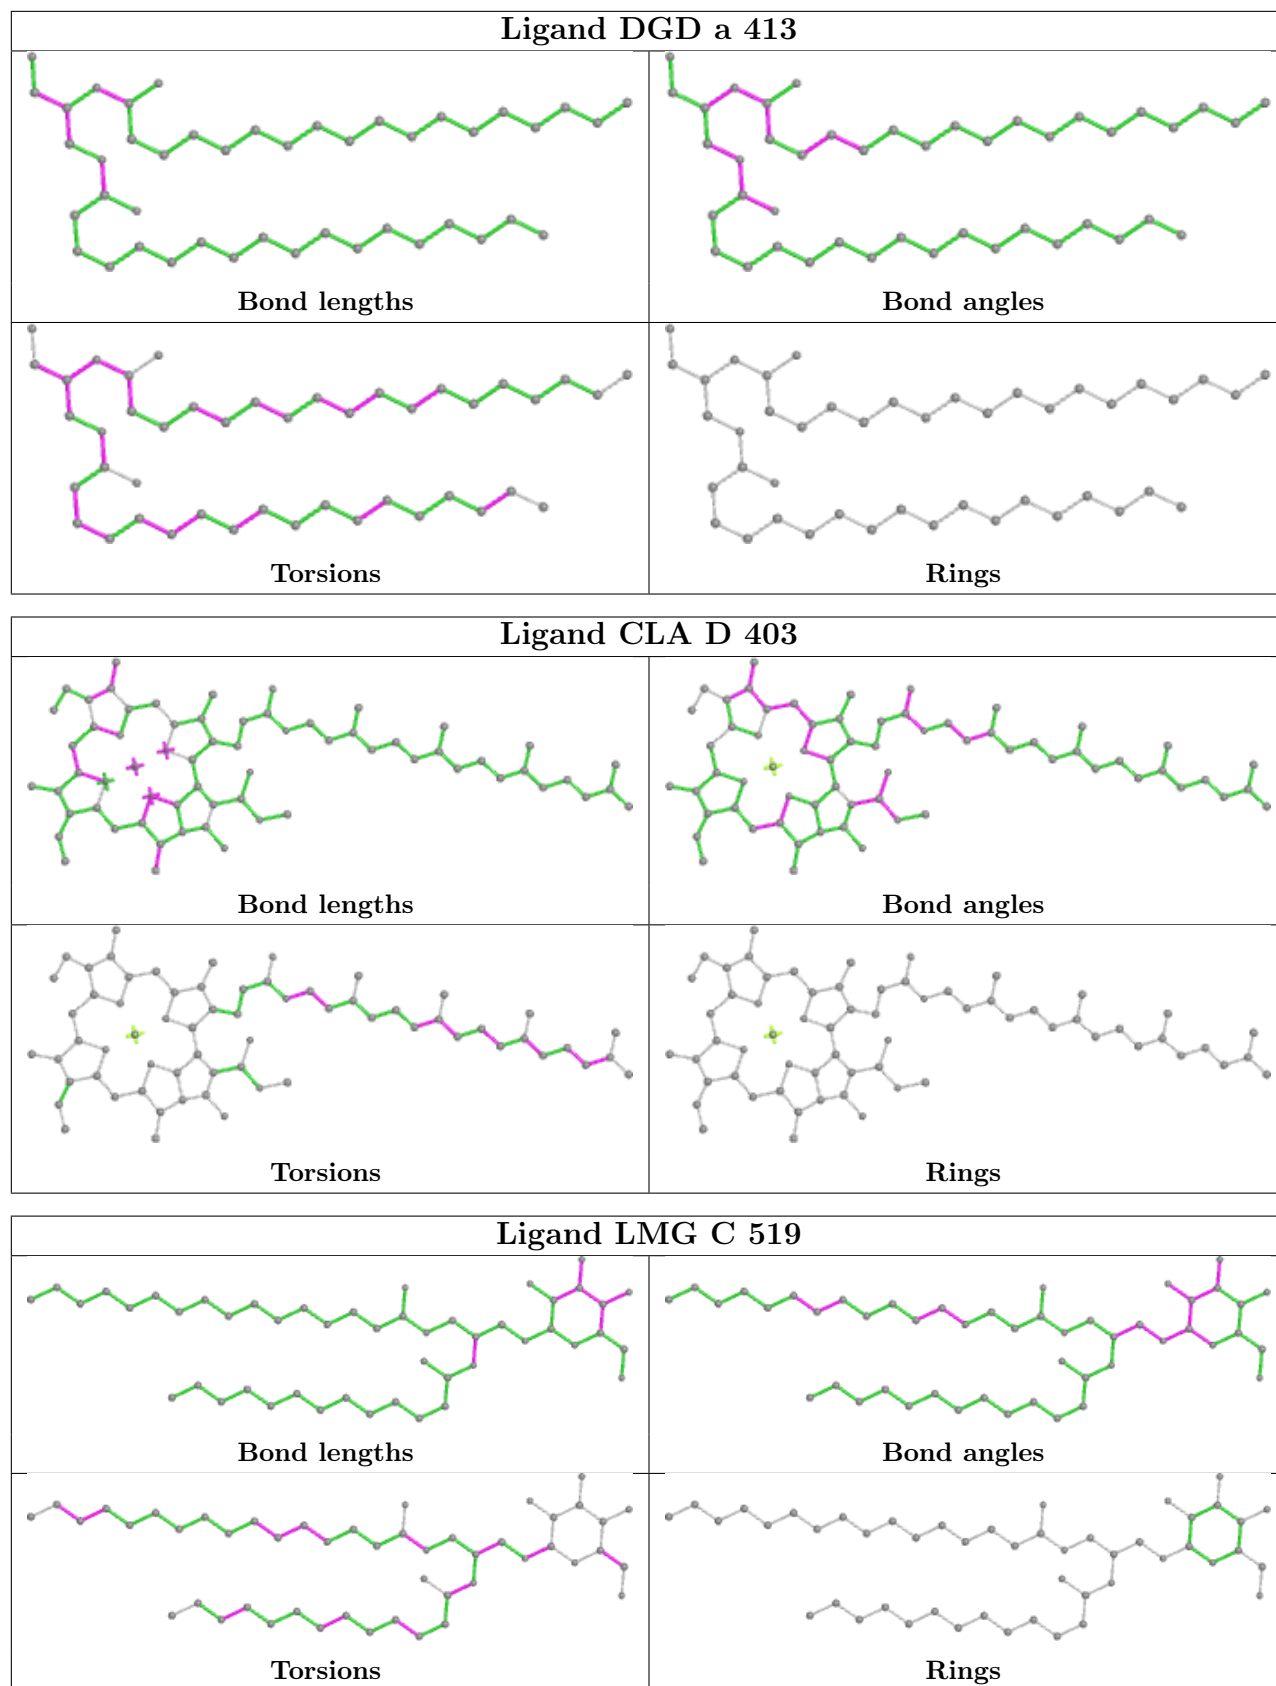 Ligand DGD a 413
Bond lengths
Bond angles
Torsions
Rings
Ligand CLA D 403
Bond lengths
Bond angles
Torsions
Rings
Ligand LMG C 519
Bond lengths
Bond angles
Torsions
Rings